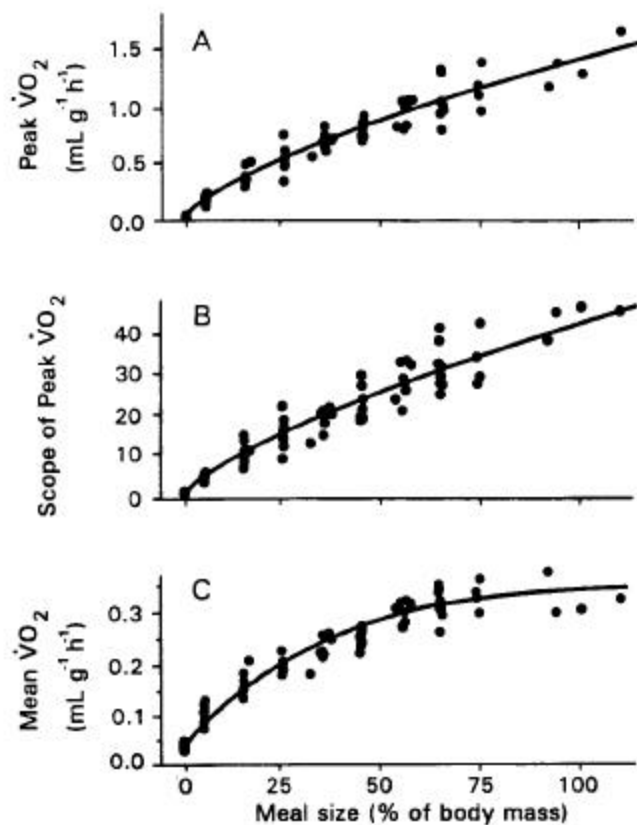 A
1.5
1.0
0.5
0.0
Peak V̇O₂
(mL g⁻¹ h⁻¹)
B
40
30
20
10
0
Scope of Peak V̇O₂
C
0.3
0.2
0.1
0.0
Mean V̇O₂
(mL g⁻¹ h⁻¹)
0 25 50 75 100
Meal size (% of body mass)